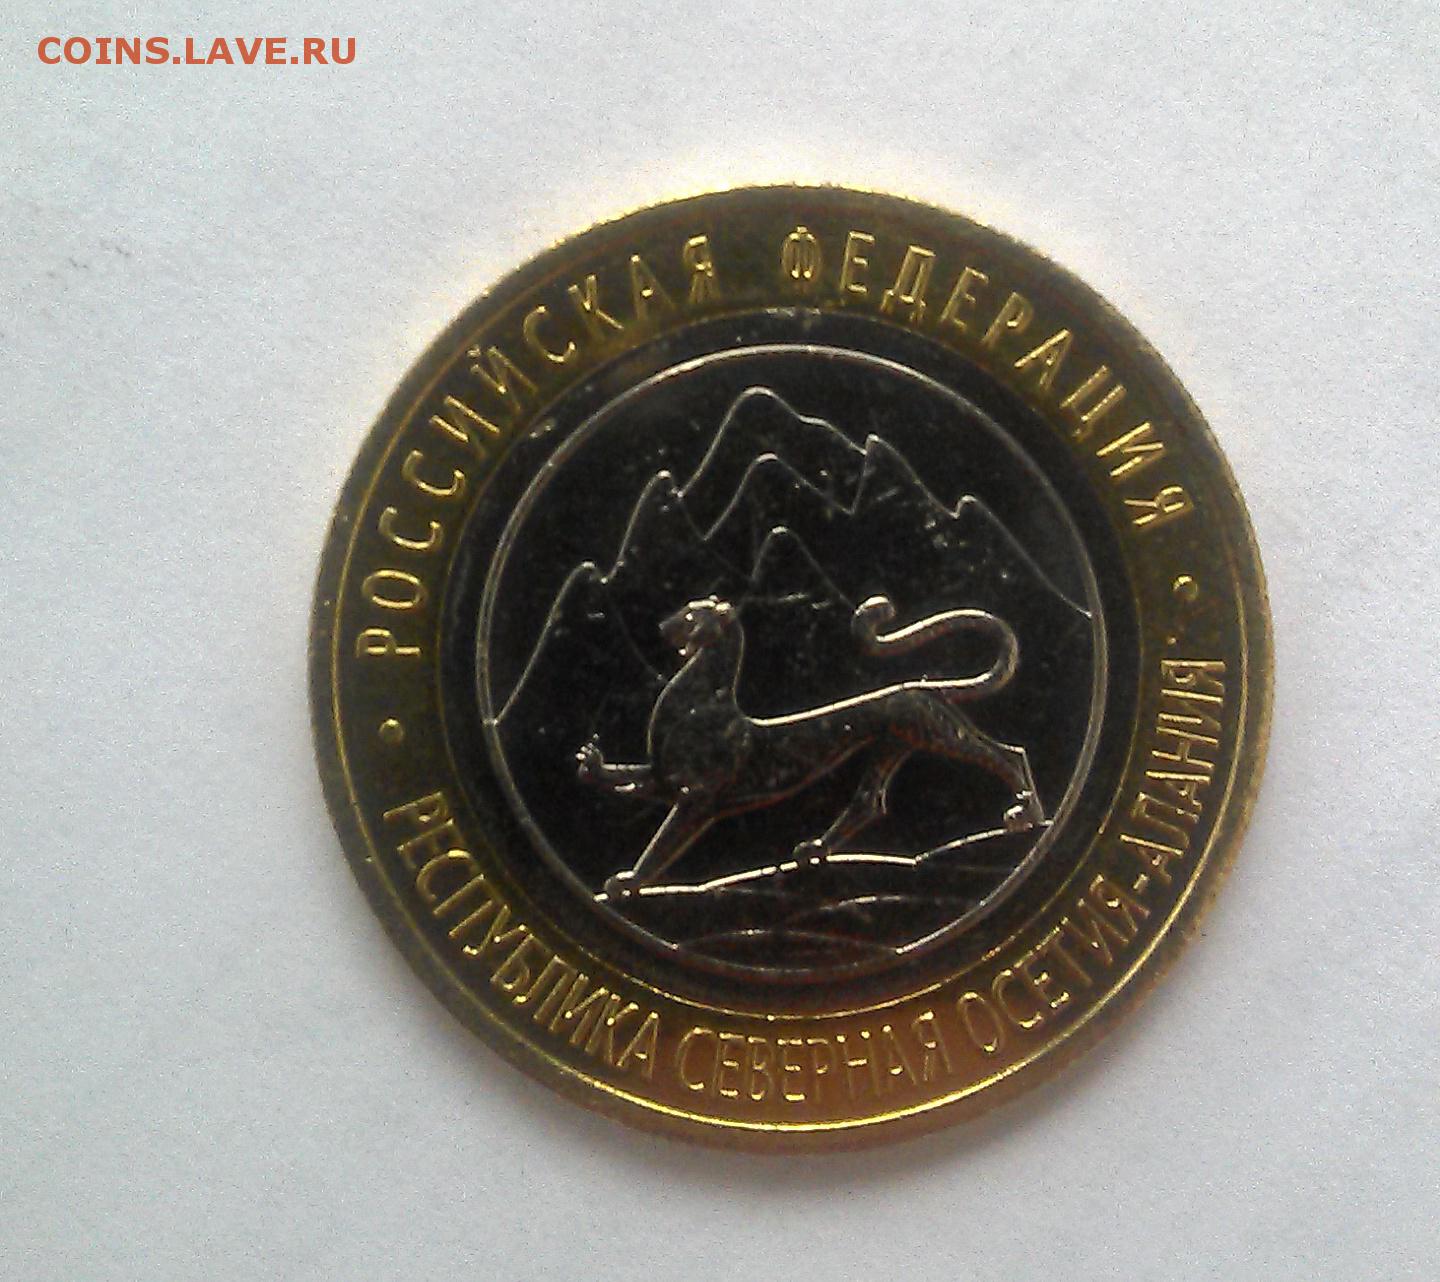 COINS.LAVE.RU
• РОССИЙСКАЯ ФЕДЕРАЦИЯ •
РЕСПУБЛИКА СЕВЕРНАЯ ОСЕТИЯ-АЛАНИЯ